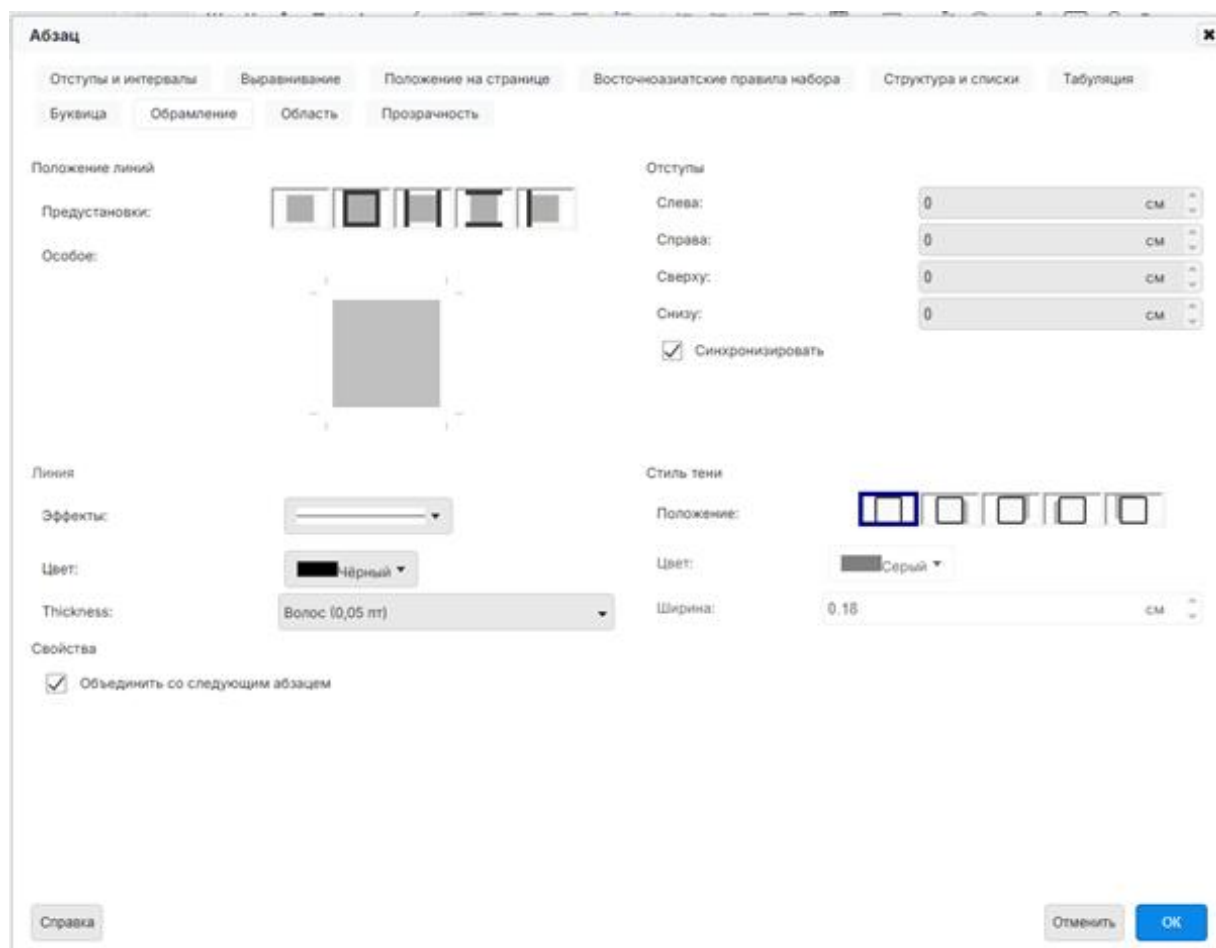 Абзац
Отступы и интервалы Выравнивание Положение на странице Восточноазиатские правила набора Структура и списки Табуляция
Буквица Обрамление Область Прозрачность
Положение линий
Предустановки:
Особое:
Отступы
Слева: 0 см
Справа: 0 см
Сверху: 0 см
Снизу: 0 см
Синхронизировать
Линия
Эффекты:
Цвет: Чёрный
Thickness: Волос (0,05 пт)
Стиль тени
Положение:
Цвет: Серый
Ширина: 0.18 см
Свойства
Объединить со следующим абзацем
Справка Отменить ОК